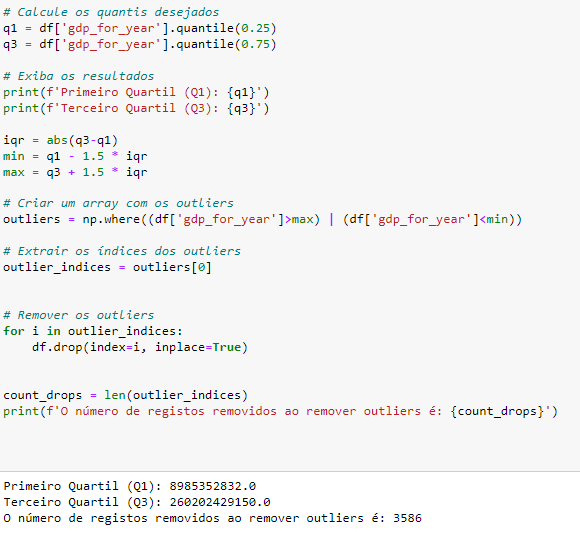 # Calcule os quantis desejados
q1 = df['gdp_for_year'].quantile(0.25)
q3 = df['gdp_for_year'].quantile(0.75)

# Exiba os resultados
print(f'Primeiro Quartil (Q1): {q1}')
print(f'Terceiro Quartil (Q3): {q3}')

iqr = abs(q3-q1)
min = q1 - 1.5 * iqr
max = q3 + 1.5 * iqr

# Criar um array com os outliers
outliers = np.where((df['gdp_for_year']>max) | (df['gdp_for_year']<min))

# Extrair os índices dos outliers
outlier_indices = outliers[0]

# Remover os outliers
for i in outlier_indices:
    df.drop(index=i, inplace=True)

count_drops = len(outlier_indices)
print(f'O número de registos removidos ao remover outliers é: {count_drops}')

Primeiro Quartil (Q1): 8985352832.0
Terceiro Quartil (Q3): 260202429150.0
O número de registos removidos ao remover outliers é: 3586